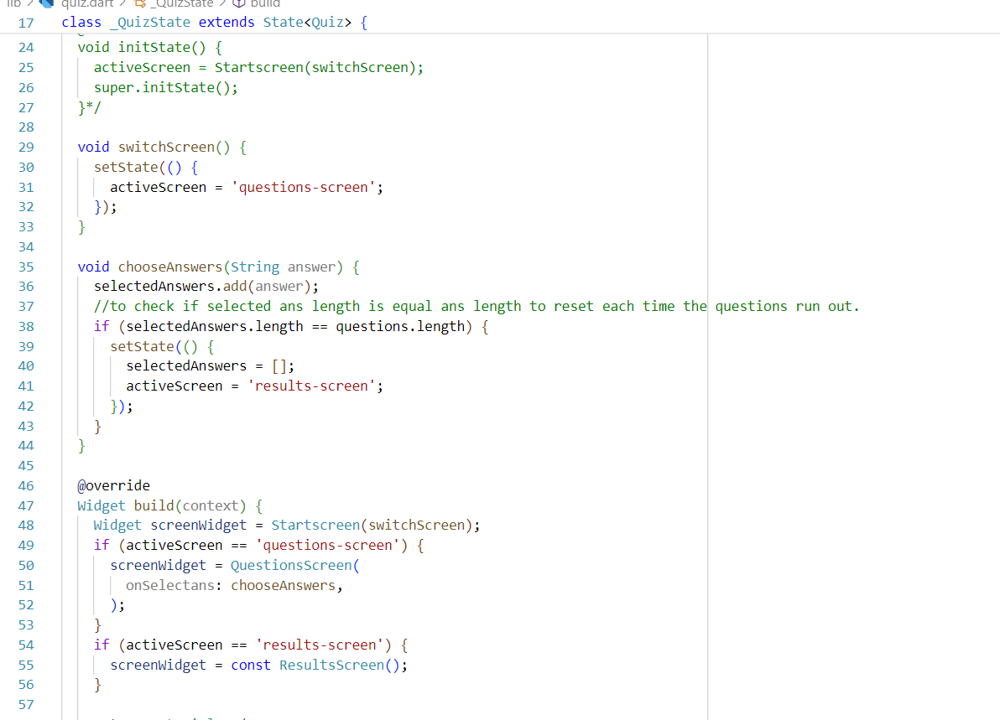 lib > quiz.dart > _QuizState > build
17 class _QuizState extends State<Quiz> {
24 void initState() {
25 activeScreen = Startscreen(switchScreen);
26 super.initState();
27 }*/
28
29 void switchScreen() {
30 setState(() {
31 activeScreen = 'questions-screen';
32 });
33 }
34
35 void chooseAnswers(String answer) {
36 selectedAnswers.add(answer);
37 //to check if selected ans length is equal ans length to reset each time the questions run out.
38 if (selectedAnswers.length == questions.length) {
39 setState(() {
40 selectedAnswers = [];
41 activeScreen = 'results-screen';
42 });
43 }
44 }
45
46 @override
47 Widget build(context) {
48 Widget screenWidget = Startscreen(switchScreen);
49 if (activeScreen == 'questions-screen') {
50 screenWidget = QuestionsScreen(
51 onSelectans: chooseAnswers,
52 );
53 }
54 if (activeScreen == 'results-screen') {
55 screenWidget = const ResultsScreen();
56 }
57